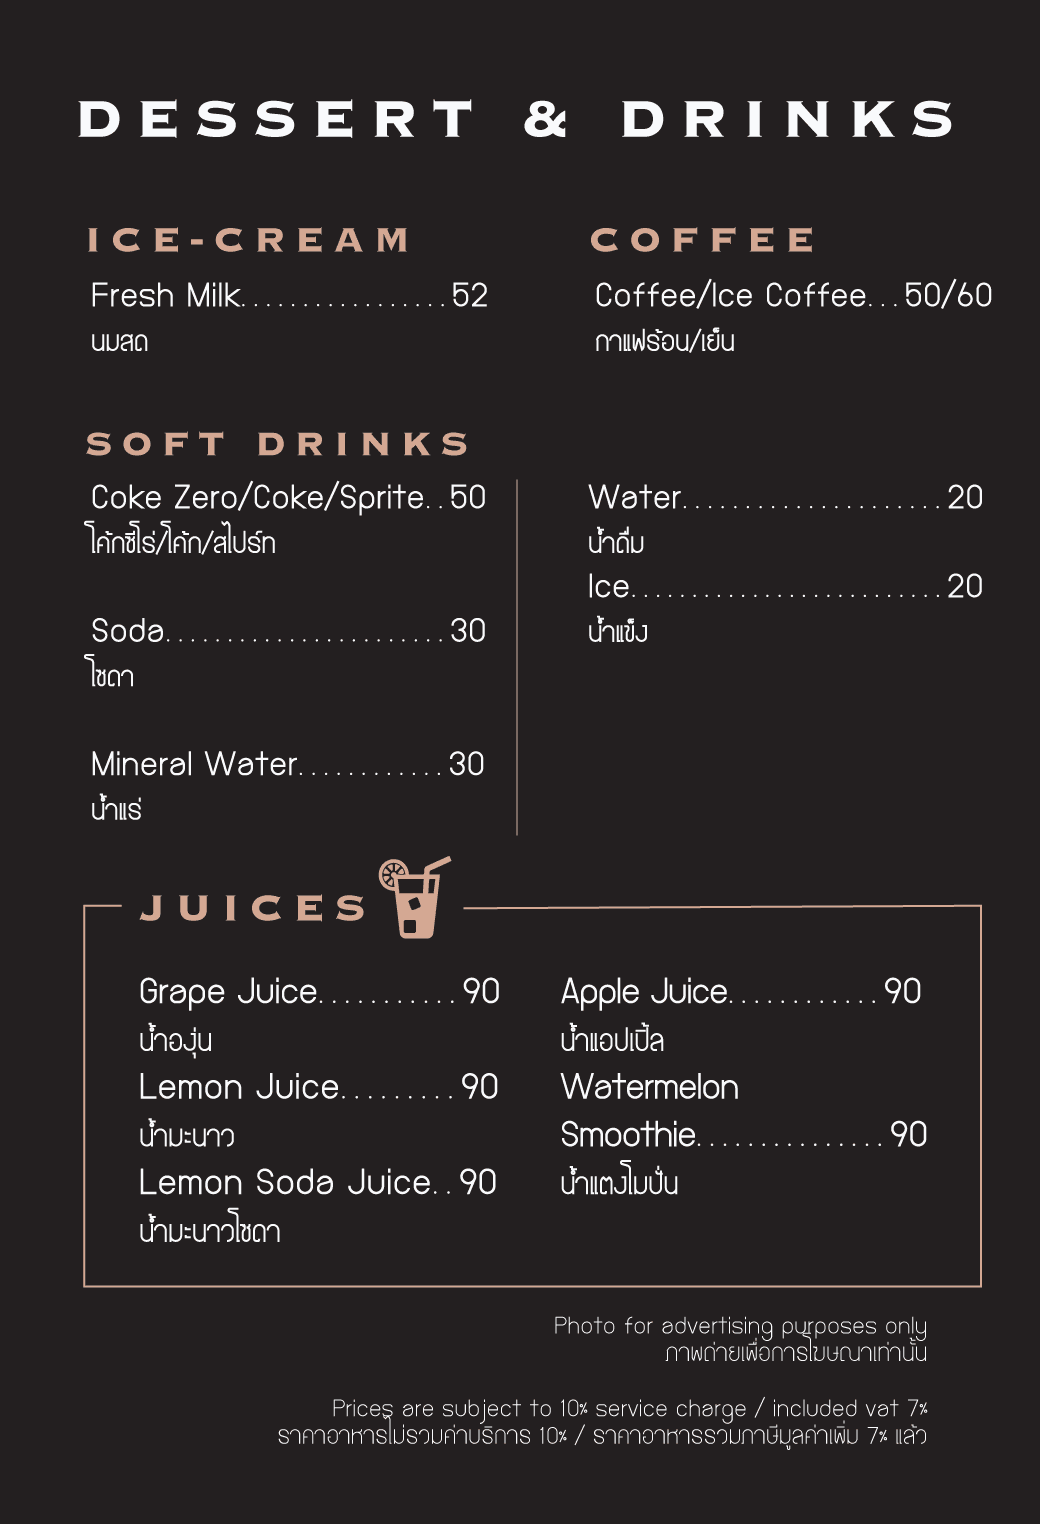 DESSERT & DRINKS
ICE-CREAM
Fresh Milk.................52
นมสด
COFFEE
Coffee/Ice Coffee...50/60
กาแฟร้อน/เย็น
SOFT DRINKS
Coke Zero/Coke/Sprite..50
โค้กซีโร่/โค้ก/สไปร์ท
Soda.......................30
โซดา
Mineral Water............30
น้ำแร่
Water.....................20
น้ำดื่ม
Ice..........................20
น้ำแข็ง
JUICES
Grape Juice...........90
น้ำองุ่น
Lemon Juice.........90
น้ำมะนาว
Lemon Soda Juice..90
น้ำมะนาวโซดา
Apple Juice............90
น้ำแอปเปิ้ล
Watermelon
Smoothie...............90
น้ำแตงโมปั่น
Photo for advertising purposes only
ภาพถ่ายเพื่อการโฆษณาเท่านั้น
Prices are subject to 10% service charge / included vat 7%
ราคาอาหารไม่รวมค่าบริการ 10% / ราคาอาหารรวมภาษีมูลค่าเพิ่ม 7% แล้ว